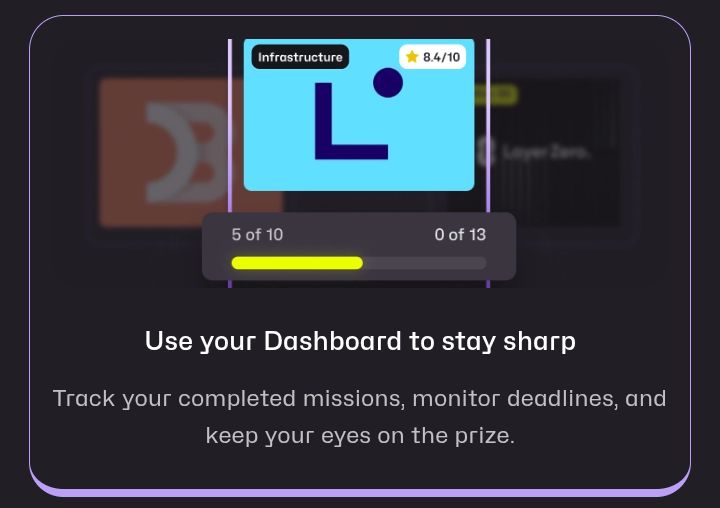 Infrastructure
8.4/10
LayerZero.
5 of 10
0 of 13
Use your Dashboard to stay sharp
Track your completed missions, monitor deadlines, and
keep your eyes on the prize.